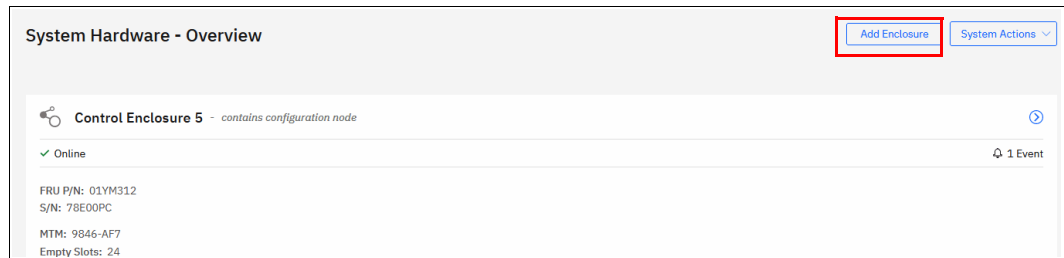 System Hardware - Overview
Add Enclosure
System Actions
Control Enclosure 5 - contains configuration node
Online
1 Event
FRU P/N: 01YM312
S/N: 78E00PC
MTM: 9846-AF7
Empty Slots: 24